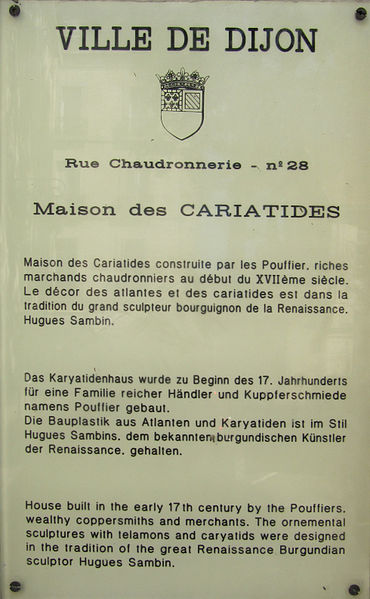 VILLE DE DIJON
Rue Chaudronnerie - nº 28
Maison des CARIATIDES
Maison des Cariatides construite par les Pouffier, riches
marchands chaudronniers au début du XVIIème siècle.
Le décor des atlantes et des cariatides est dans la
tradition du grand sculpteur bourguignon de la Renaissance,
Hugues Sambin.
Das Karyatidenhaus wurde zu Beginn des 17. Jahrhunderts
für eine Familie reicher Händler und Kuppferschmiede
namens Pouffier gebaut.
Die Bauplastik aus Atlanten und Karyatiden ist im Stil
Hugues Sambins, dem bekannten burgundischen Künstler
der Renaissance, gehalten.
House built in the early 17th century by the Pouffiers,
wealthy coppersmiths and merchants. The ornemental
sculptures with telamons and caryatids were designed
in the tradition of the great Renaissance Burgundian
sculptor Hugues Sambin.